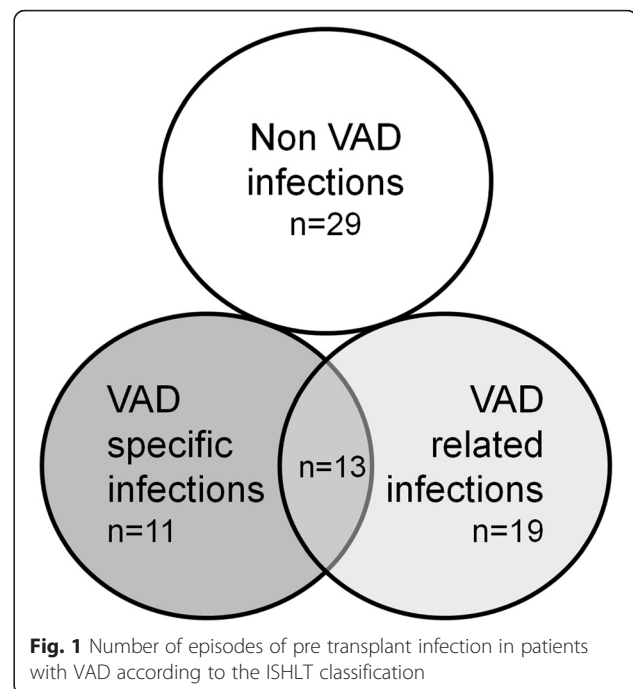 Non VAD
infections
n=29
VAD
specific
infections
n=11
n=13
VAD
related
infections
n=19
Fig. 1 Number of episodes of pre transplant infection in patients
with VAD according to the ISHLT classification